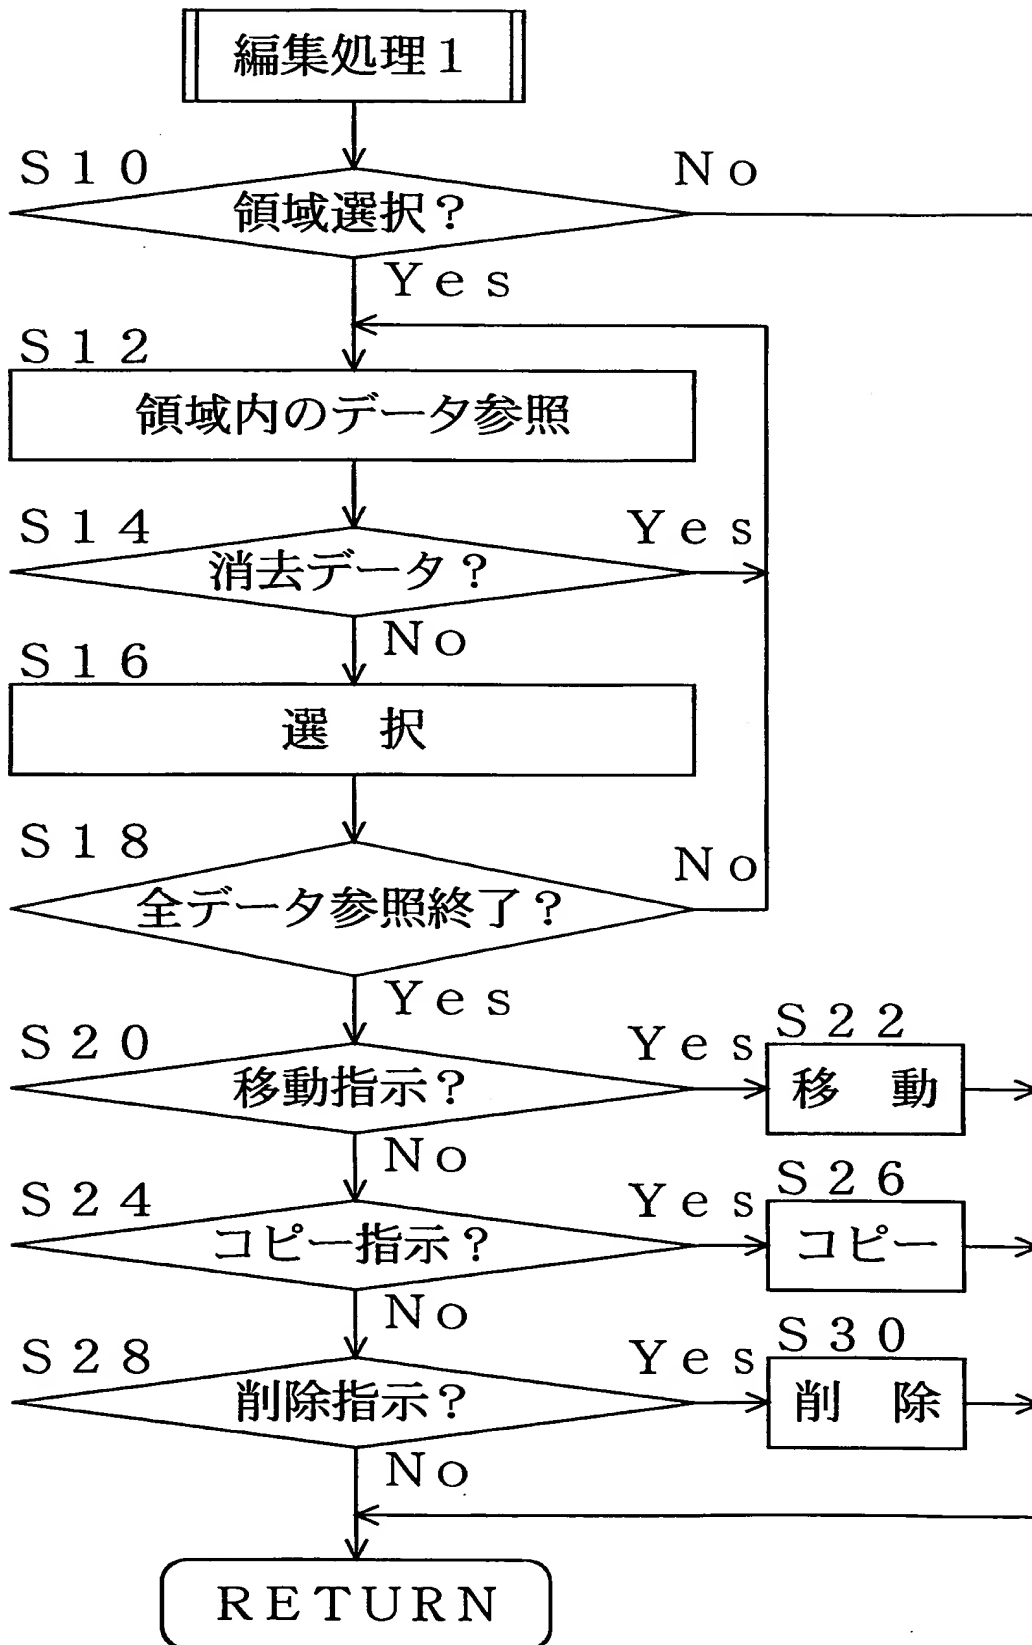 編集処理1
S10
No
領域選択?
Yes
S12
領域内のデータ参照
S14
Yes
消去データ?
No
S16
選 択
S18
No
全データ参照終了?
Yes
S20
Yes
S22
移動指示?
移 動
No
S24
Yes
S26
コピー指示?
コピー
No
S28
Yes
S30
削除指示?
削 除
No
RETURN